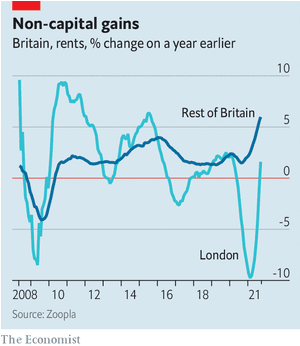 Non-capital gains
Britain, rents, % change on a year earlier
10
Rest of Britain
5
0
-5
London
-10
2008 10 12 14 16 18 20 21
Source: Zoopla
The Economist